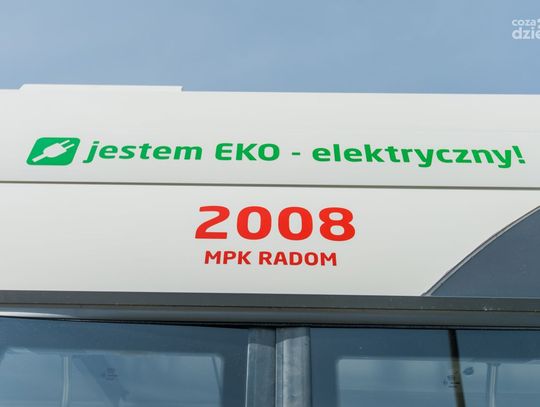 jestem EKO - elektryczny!
2008
MPK RADOM